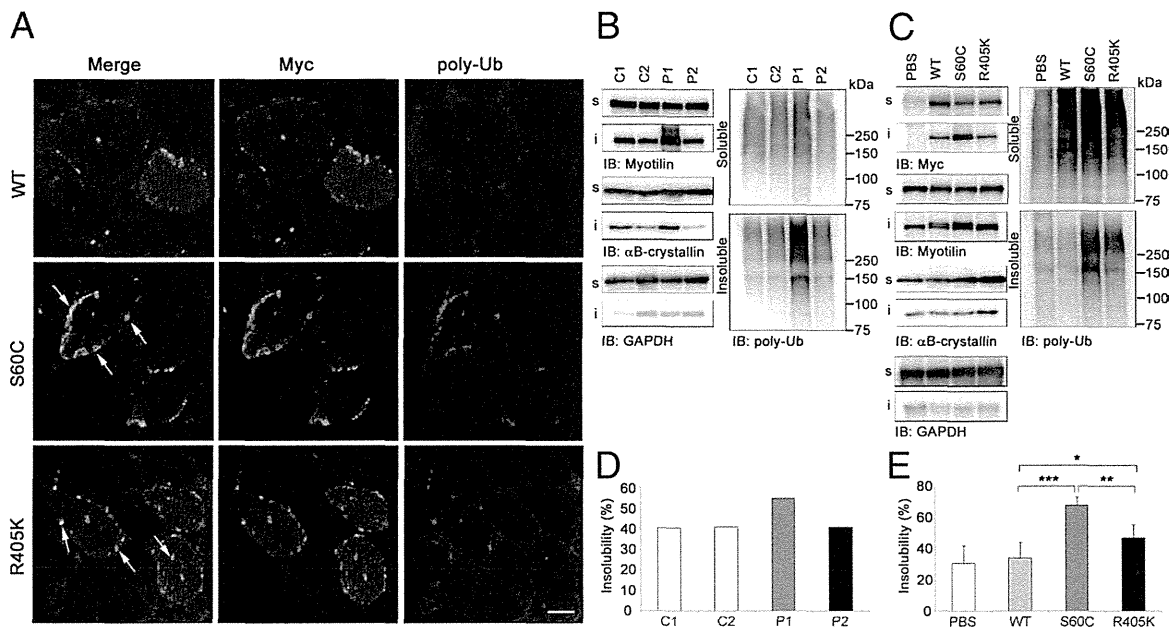 A
Merge Myc poly-Ub
WT
S60C
R405K
B
C1 C2 P1 P2
s
i
IB: Myotilin
s
i
IB: αB-crystallin
s
i
IB: GAPDH
C1 C2 P1 P2
kDa
Soluble
250
150
100
75
Insoluble
250
150
100
75
IB: poly-Ub
C
PBS WT S60C R405K
s
i
IB: Myc
s
i
IB: Myotilin
s
i
IB: αB-crystallin
s
i
IB: GAPDH
PBS WT S60C R405K
kDa
Soluble
250
150
100
75
Insoluble
250
150
100
75
IB: poly-Ub
D
Insolubility (%)
60
50
40
30
20
10
0
C1 C2 P1 P2
E
Insolubility (%)
80
60
40
20
0
*
*** **
PBS WT S60C R405K